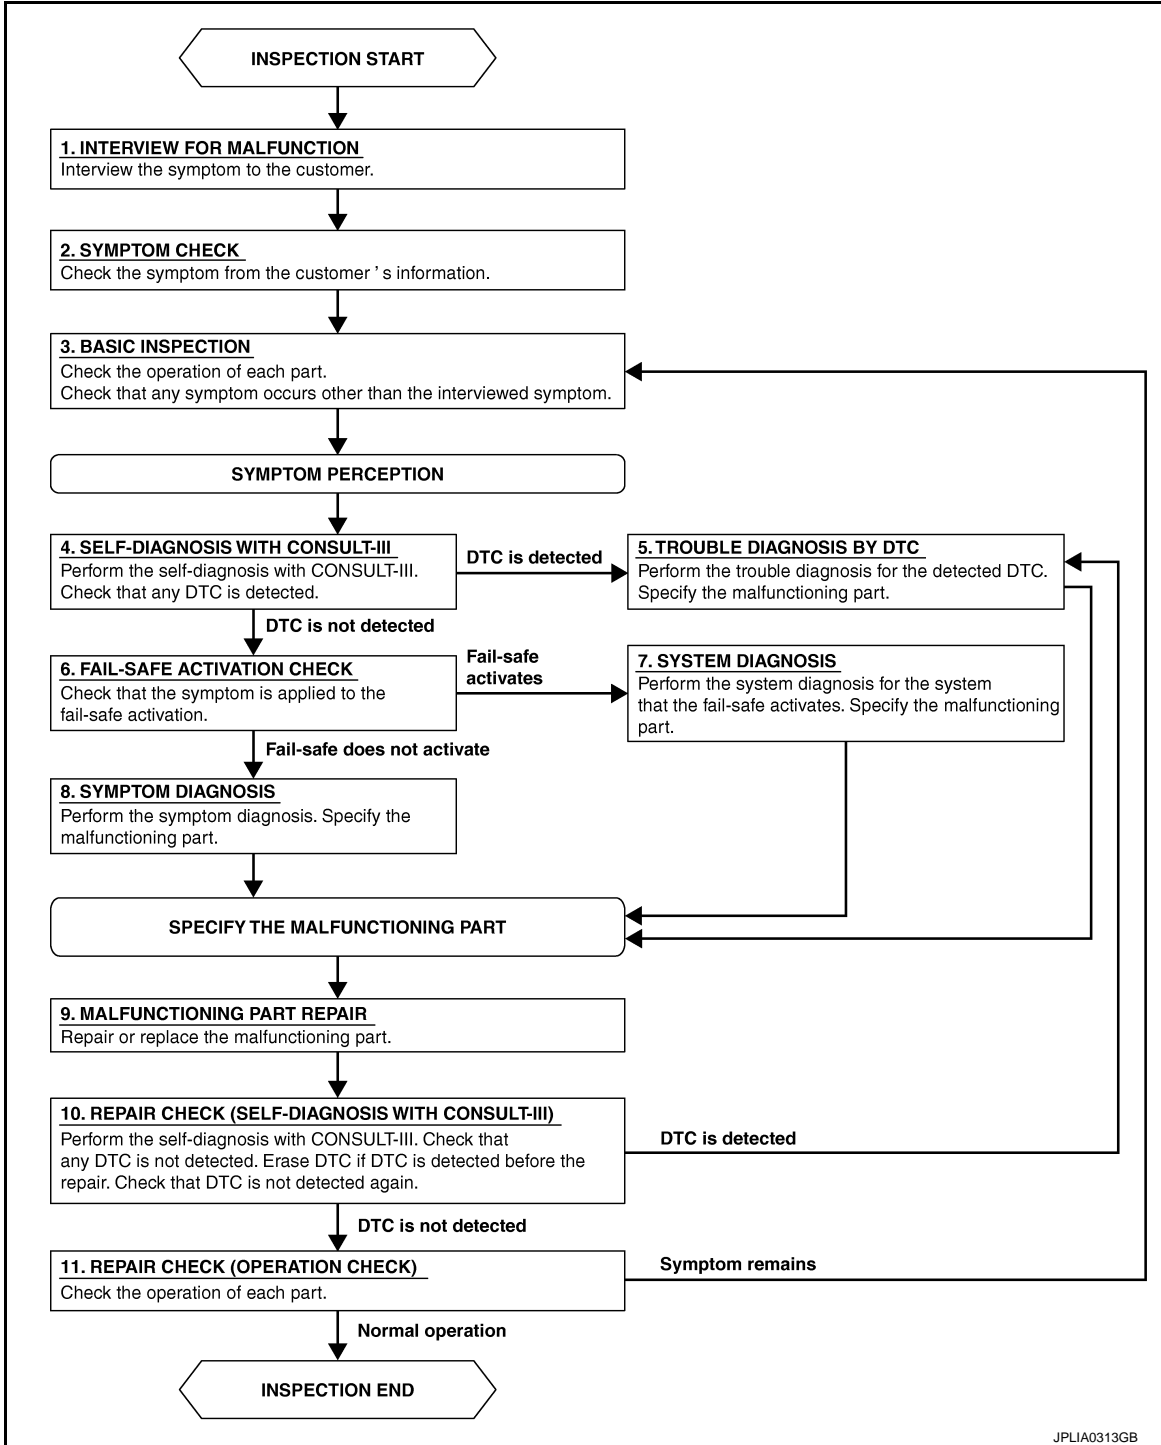 INSPECTION START
1. INTERVIEW FOR MALFUNCTION
Interview the symptom to the customer.
2. SYMPTOM CHECK
Check the symptom from the customer ' s information.
3. BASIC INSPECTION
Check the operation of each part.
Check that any symptom occurs other than the interviewed symptom.
SYMPTOM PERCEPTION
4. SELF-DIAGNOSIS WITH CONSULT-III
Perform the self-diagnosis with CONSULT-III.
Check that any DTC is detected.
DTC is detected
5. TROUBLE DIAGNOSIS BY DTC
Perform the trouble diagnosis for the detected DTC.
Specify the malfunctioning part.
DTC is not detected
6. FAIL-SAFE ACTIVATION CHECK
Check that the symptom is applied to the
fail-safe activation.
Fail-safe
activates
7. SYSTEM DIAGNOSIS
Perform the system diagnosis for the system
that the fail-safe activates. Specify the malfunctioning
part.
Fail-safe does not activate
8. SYMPTOM DIAGNOSIS
Perform the symptom diagnosis. Specify the
malfunctioning part.
SPECIFY THE MALFUNCTIONING PART
9. MALFUNCTIONING PART REPAIR
Repair or replace the malfunctioning part.
10. REPAIR CHECK (SELF-DIAGNOSIS WITH CONSULT-III)
Perform the self-diagnosis with CONSULT-III. Check that
any DTC is not detected. Erase DTC if DTC is detected before the
repair. Check that DTC is not detected again.
DTC is detected
DTC is not detected
11. REPAIR CHECK (OPERATION CHECK)
Check the operation of each part.
Symptom remains
Normal operation
INSPECTION END
JPLIA0313GB